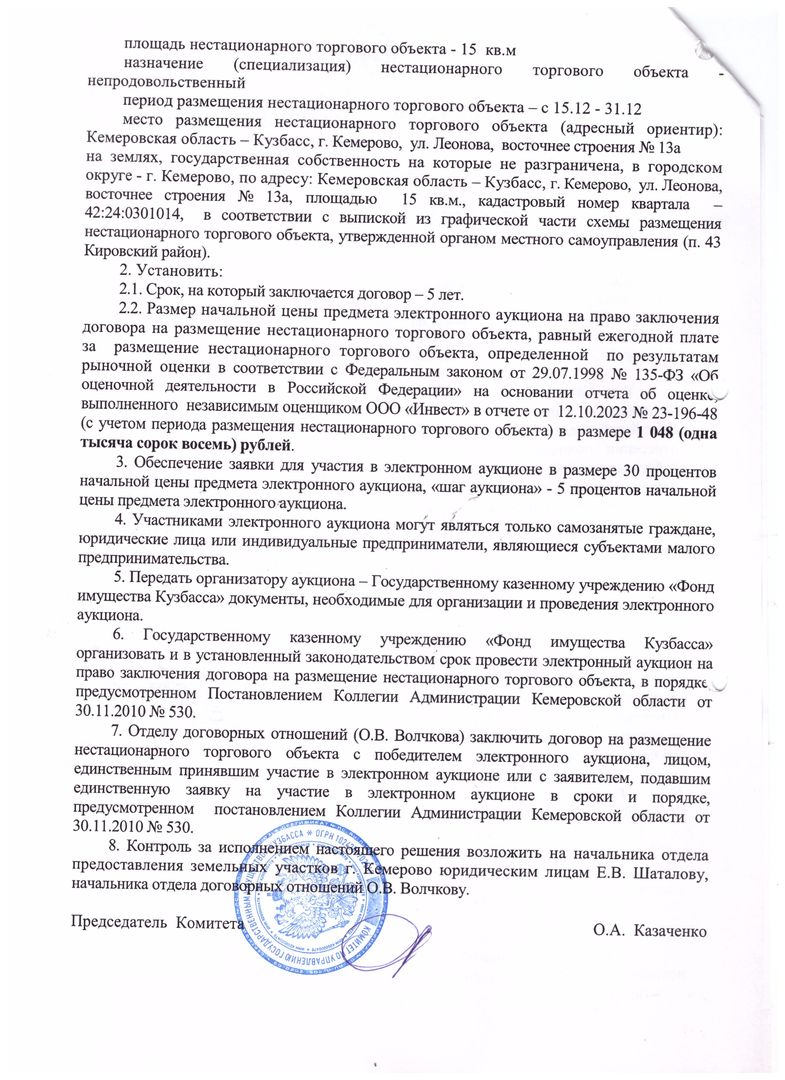 площадь нестационарного торгового объекта - 15 кв.м
назначение (специализация) нестационарного торгового объекта -
непродовольственный
период размещения нестационарного торгового объекта – с 15.12 - 31.12
место размещения нестационарного торгового объекта (адресный ориентир):
Кемеровская область – Кузбасс, г. Кемерово, ул. Леонова, восточнее строения № 13а
на землях, государственная собственность на которые не разграничена, в городском
округе - г. Кемерово, по адресу: Кемеровская область – Кузбасс, г. Кемерово, ул. Леонова,
восточнее строения № 13а, площадью 15 кв.м., кадастровый номер квартала –
42:24:0301014, в соответствии с выпиской из графической части схемы размещения
нестационарного торгового объекта, утвержденной органом местного самоуправления (п. 43
Кировский район).
2. Установить:
2.1. Срок, на который заключается договор – 5 лет.
2.2. Размер начальной цены предмета электронного аукциона на право заключения
договора на размещение нестационарного торгового объекта, равный ежегодной плате
за размещение нестационарного торгового объекта, определенной по результатам
рыночной оценки в соответствии с Федеральным законом от 29.07.1998 № 135-ФЗ «Об
оценочной деятельности в Российской Федерации» на основании отчета об оценке,
выполненного независимым оценщиком ООО «Инвест» в отчете от 12.10.2023 № 23-196-48
(с учетом периода размещения нестационарного торгового объекта) в размере 1 048 (одна
тысяча сорок восемь) рублей.
3. Обеспечение заявки для участия в электронном аукционе в размере 30 процентов
начальной цены предмета электронного аукциона, «шаг аукциона» - 5 процентов начальной
цены предмета электронного аукциона.
4. Участниками электронного аукциона могут являться только самозанятые граждане,
юридические лица или индивидуальные предприниматели, являющиеся субъектами малого
предпринимательства.
5. Передать организатору аукциона – Государственному казенному учреждению «Фонд
имущества Кузбасса» документы, необходимые для организации и проведения электронного
аукциона.
6. Государственному казенному учреждению «Фонд имущества Кузбасса»
организовать и в установленный законодательством срок провести электронный аукцион на
право заключения договора на размещение нестационарного торгового объекта, в порядке
предусмотренном Постановлением Коллегии Администрации Кемеровской области от
30.11.2010 № 530.
7. Отделу договорных отношений (О.В. Волчкова) заключить договор на размещение
нестационарного торгового объекта с победителем электронного аукциона, лицом,
единственным принявшим участие в электронном аукционе или с заявителем, подавшим
единственную заявку на участие в электронном аукционе в сроки и порядке,
предусмотренном постановлением Коллегии Администрации Кемеровской области от
30.11.2010 № 530.
8. Контроль за исполнением настоящего решения возложить на начальника отдела
предоставления земельных участков г. Кемерово юридическим лицам Е.В. Шаталову,
начальника отдела договорных отношений О.В. Волчкову.
Председатель Комитета О.А. Казаченко
КОМИТЕТ ПО УПРАВЛЕНИЮ ГОСУДАРСТВЕННЫМ ИМУЩЕСТВОМ КУЗБАССА ОГРН